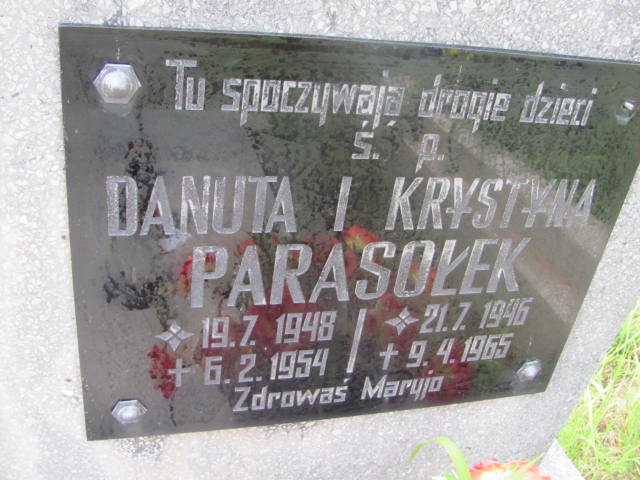 Tu spoczywają drogie dzieci
ś. p.
DANUTA I KRYSTYNA
PARASOŁEK
19.7. 1948 | 21.7. 1946
+ 6.2.1954 | + 9.4.1965
Zdrowaś Maryjo